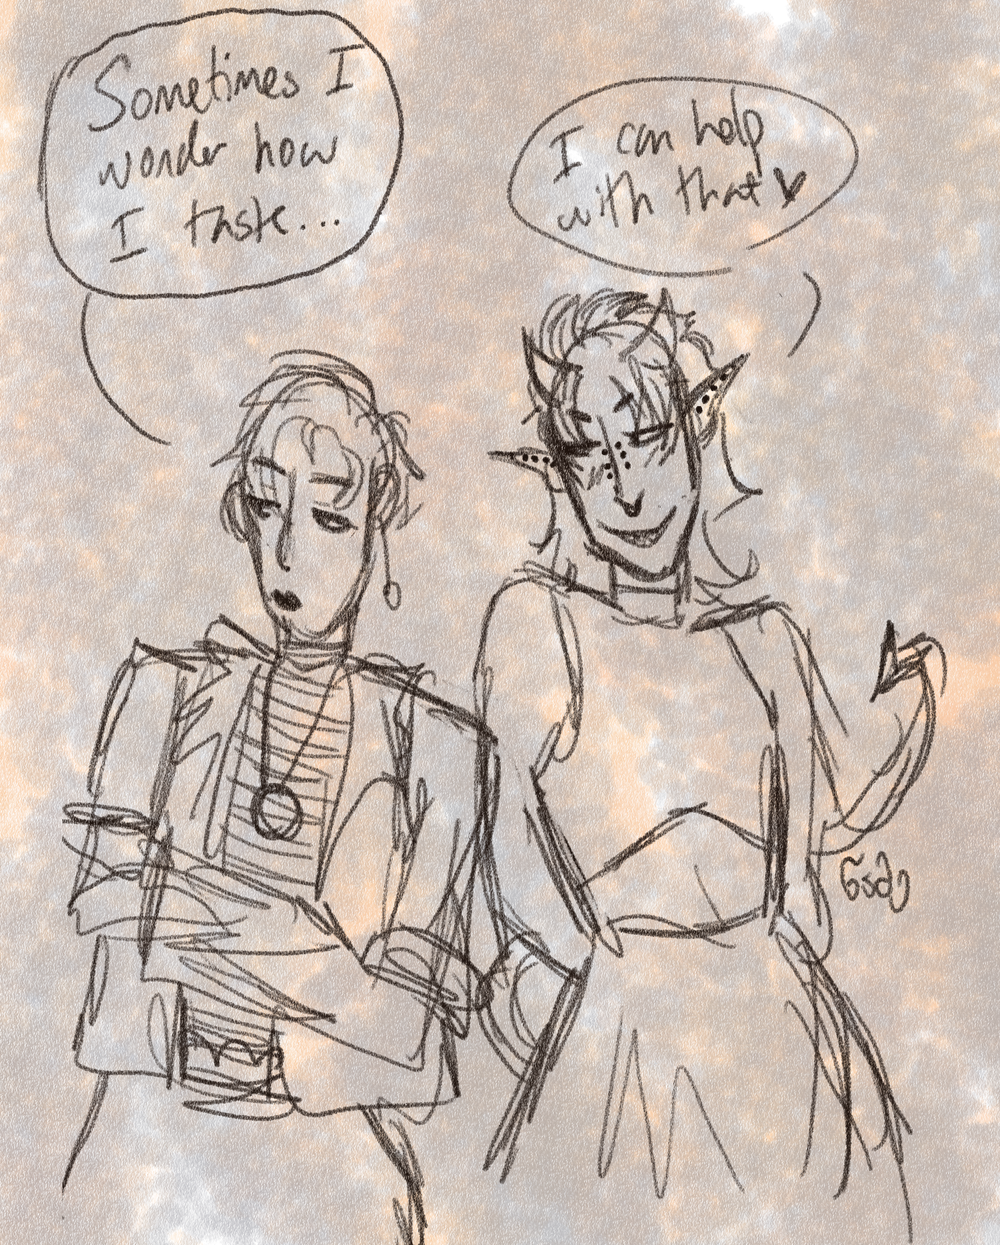 Sometimes I
wonder how
I taste...
I can help
with that ♥